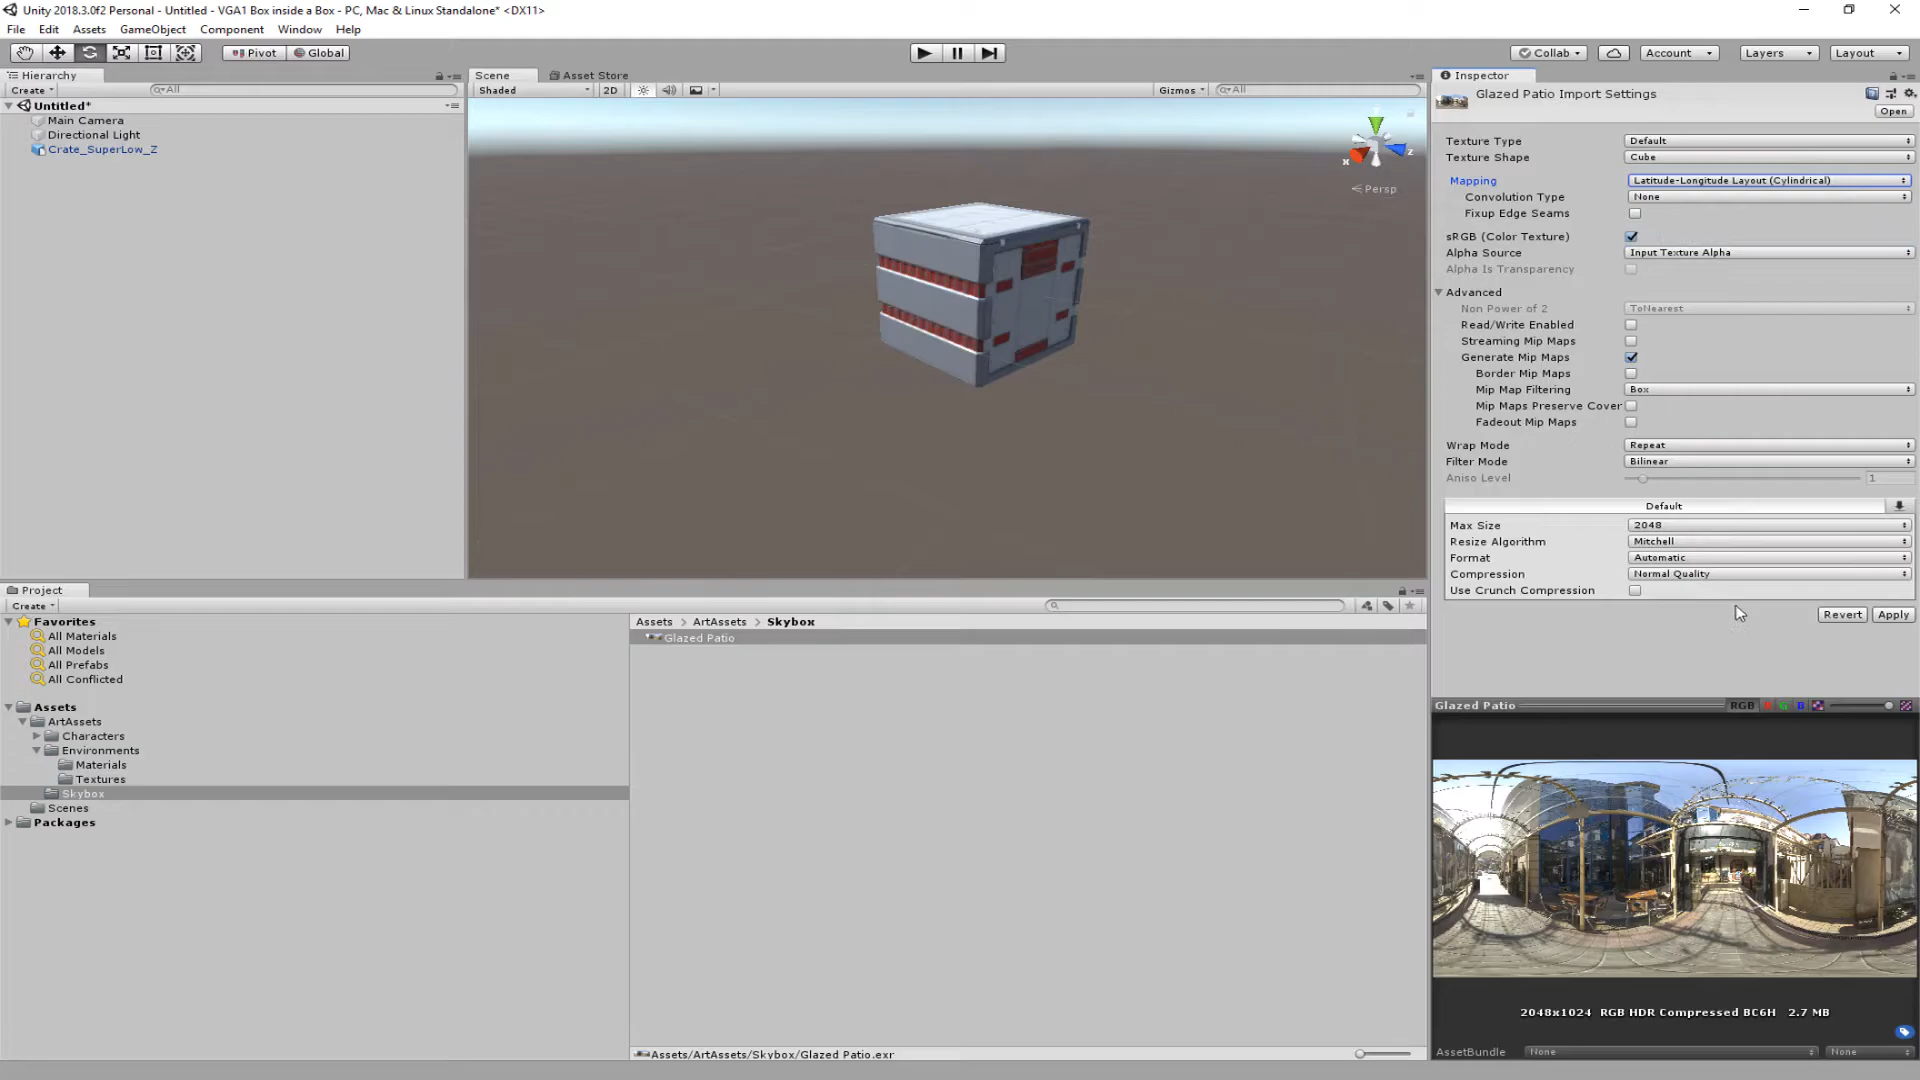 Unity 2018.3.0f2 Personal - Untitled - VGA1 Box inside a Box - PC, Mac & Linux Standalone* <DX11>
File Edit Assets GameObject Component Window Help
Pivot Global Collab Account Layers Layout
Hierarchy
Create All
Untitled*
Main Camera
Directional Light
Crate_SuperLow_Z
Scene Asset Store
Shaded 2D Gizmos All
x z
Persp
Inspector
Glazed Patio Import Settings
Open
Texture Type Default
Texture Shape Cube
Mapping Latitude-Longitude Layout (Cylindrical)
Convolution Type None
Fixup Edge Seams
sRGB (Color Texture)
Alpha Source Input Texture Alpha
Alpha Is Transparency
Advanced
Non Power of 2 ToNearest
Read/Write Enabled
Streaming Mip Maps
Generate Mip Maps
Border Mip Maps
Mip Map Filtering Box
Mip Maps Preserve Cover
Fadeout Mip Maps
Wrap Mode Repeat
Filter Mode Bilinear
Aniso Level 1
Default
Max Size 2048
Resize Algorithm Mitchell
Format Automatic
Compression Normal Quality
Use Crunch Compression
Revert Apply
Project
Create
Favorites
All Materials
All Models
All Prefabs
All Conflicted
Assets
ArtAssets
Characters
Environments
Materials
Textures
Skybox
Scenes
Packages
Assets > ArtAssets > Skybox
Glazed Patio
Assets/ArtAssets/Skybox/Glazed Patio.exr
Glazed Patio RGB R G B
2048x1024 RGB HDR Compressed BC6H 2.7 MB
AssetBundle None None